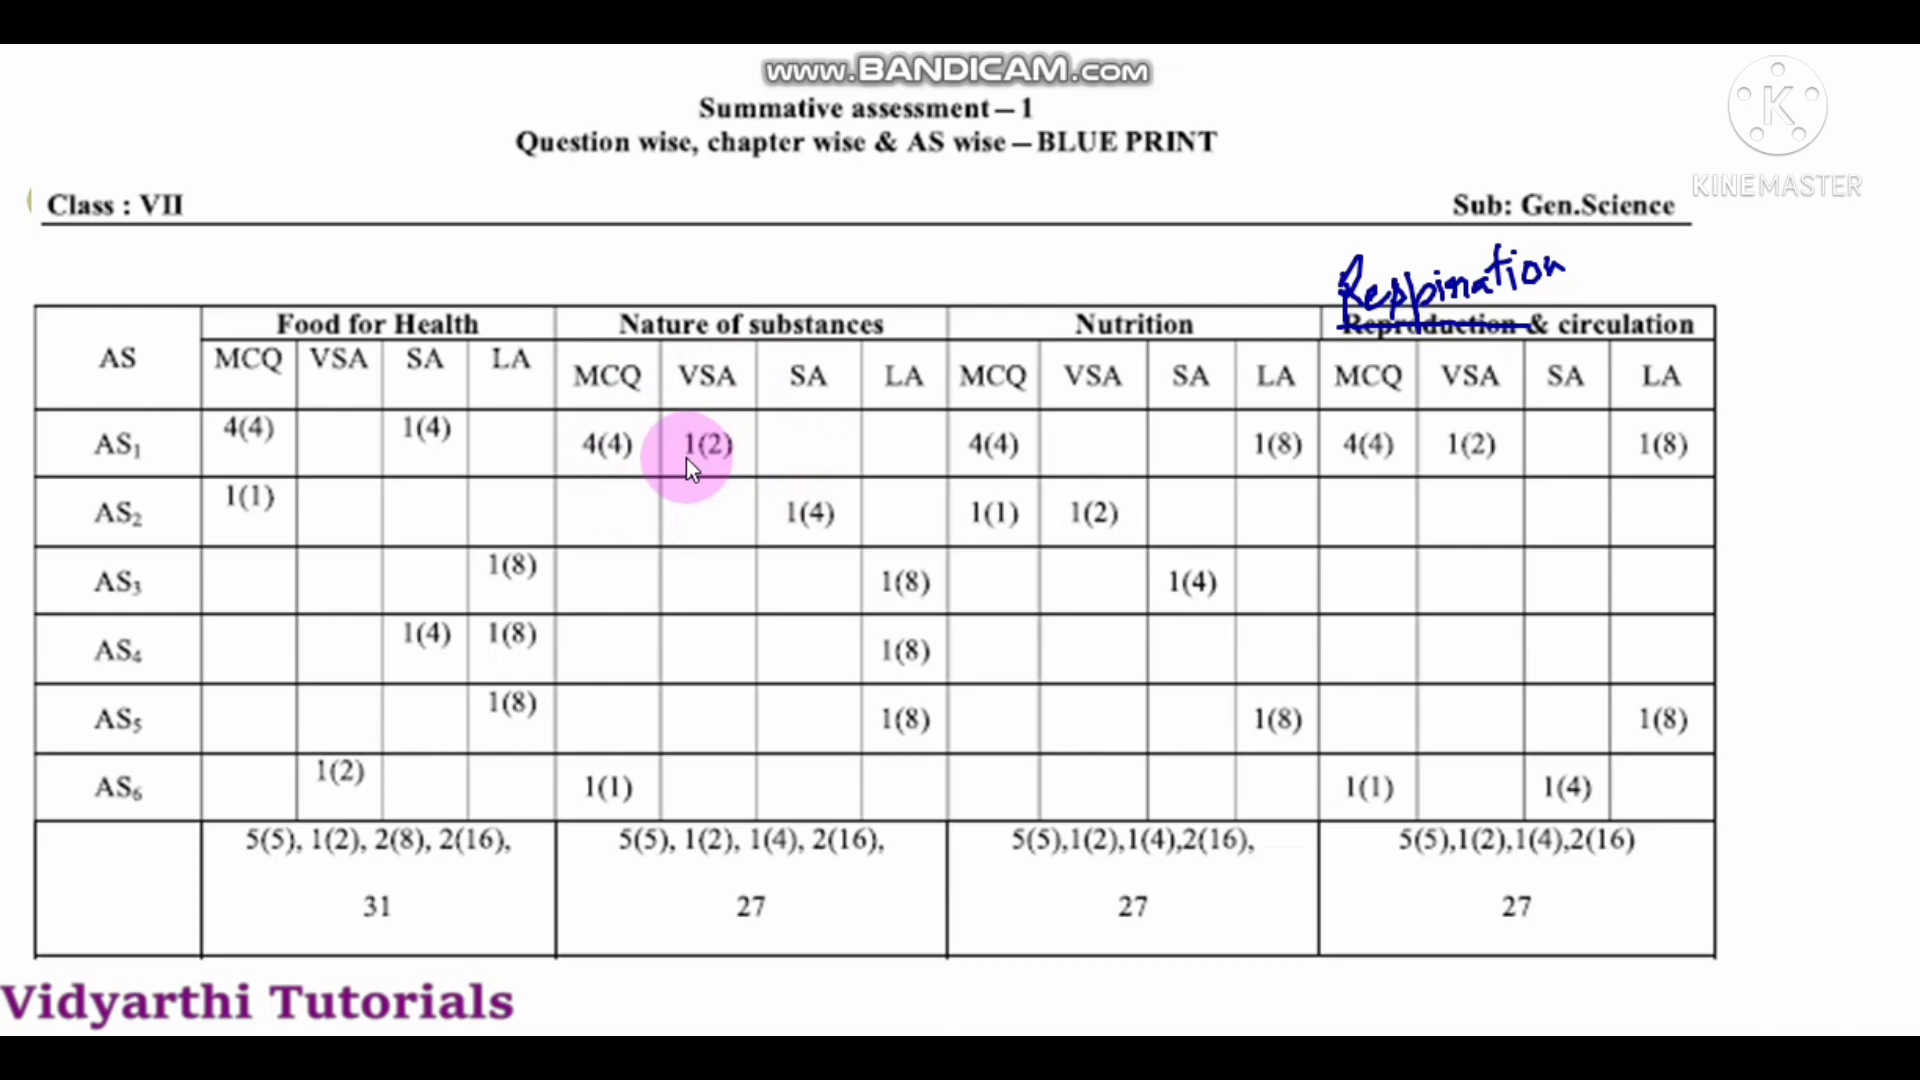 www.BANDICAM.com
Summative assessment – 1
Question wise, chapter wise & AS wise – BLUE PRINT
KINEMASTER
Class : VII Sub: Gen.Science
Reppination
Food for Health Nature of substances Nutrition Reproduction & circulation
AS MCQ VSA SA LA MCQ VSA SA LA MCQ VSA SA LA MCQ VSA SA LA
AS1 4(4) 1(4) 4(4) 1(2) 4(4) 1(8) 4(4) 1(2) 1(8)
AS2 1(1) 1(4) 1(1) 1(2)
AS3 1(8) 1(8) 1(4)
AS4 1(4) 1(8) 1(8)
AS5 1(8) 1(8) 1(8) 1(8)
AS6 1(2) 1(1) 1(1) 1(4)
5(5), 1(2), 2(8), 2(16), 5(5), 1(2), 1(4), 2(16), 5(5),1(2),1(4),2(16), 5(5),1(2),1(4),2(16)
31 27 27 27
Vidyarthi Tutorials